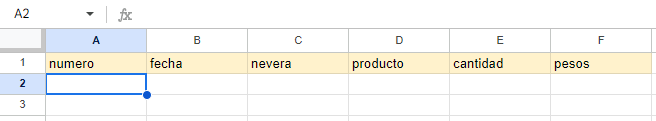 A2 fx
A B C D E F
1 numero fecha nevera producto cantidad pesos
2
3